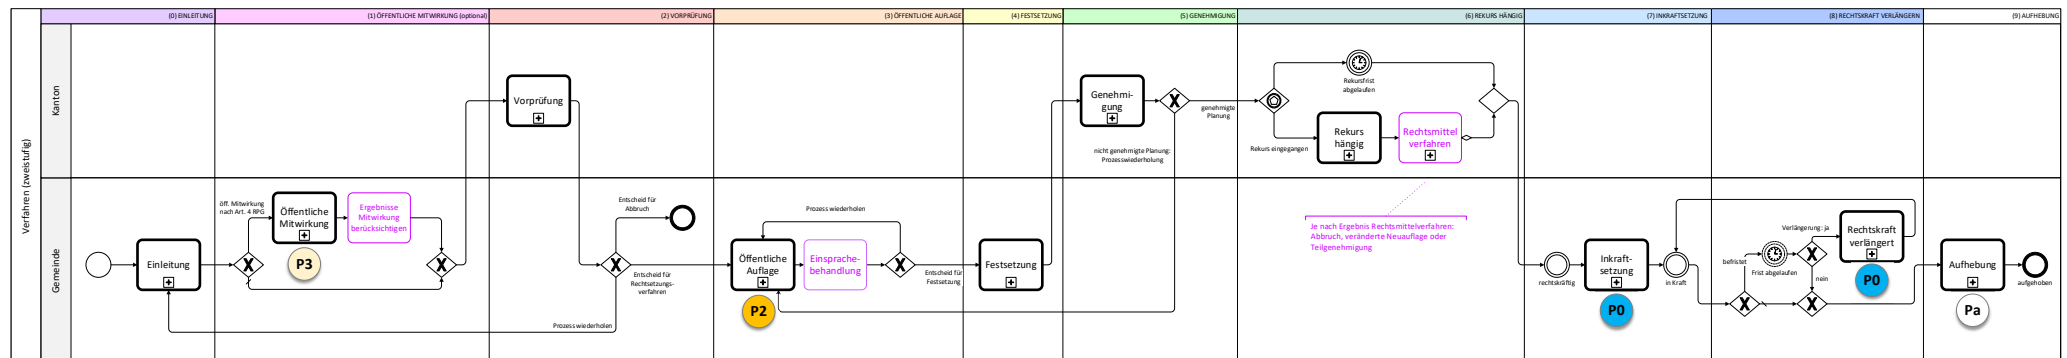 (0) EINLEITUNG
(1) ÖFFENTLICHE MITWIRKUNG (optional)
(2) VORPRÜFUNG
(3) ÖFFENTLICHE AUFLAGE
(4) FESTSETZUNG
(5) GENEHMIGUNG
(6) REKURS HÄNGIG
(7) INKRAFTSETZUNG
(8) RECHTSKRAFT VERLÄNGERN
(9) AUFHEBUNG
Verfahren (zweistufig)
Kanton
Vorprüfung
Genehmi-
gung
genehmigte
Planung
nicht genehmigte Planung:
Prozesswiederholung
Rekursfrist
abgelaufen
Rekurs eingegangen
Rekurs
hängig
Rechtsmittel
verfahren
Gemeinde
Einleitung
öff. Mitwirkung
nach Art. 4 RPG
Öffentliche
Mitwirkung
P3
Ergebnisse
Mitwirkung
berücksichtigen
Entscheid für
Abbruch
Entscheid für
Rechtsetzungs-
verfahren
Prozess wiederholen
Prozess wiederholen
Öffentliche
Auflage
P2
Einsprache-
behandlung
Entscheid für
Festsetzung
Festsetzung
Je nach Ergebnis Rechtsmittelverfahren:
Abbruch, veränderte Neuauflage oder
Teilgenehmigung
rechtskräftig
Inkraft-
setzung
P0
in Kraft
befristet
Frist abgelaufen
Verlängerung: ja
nein
Rechtskraft
verlängert
P0
Aufhebung
Pa
aufgehoben